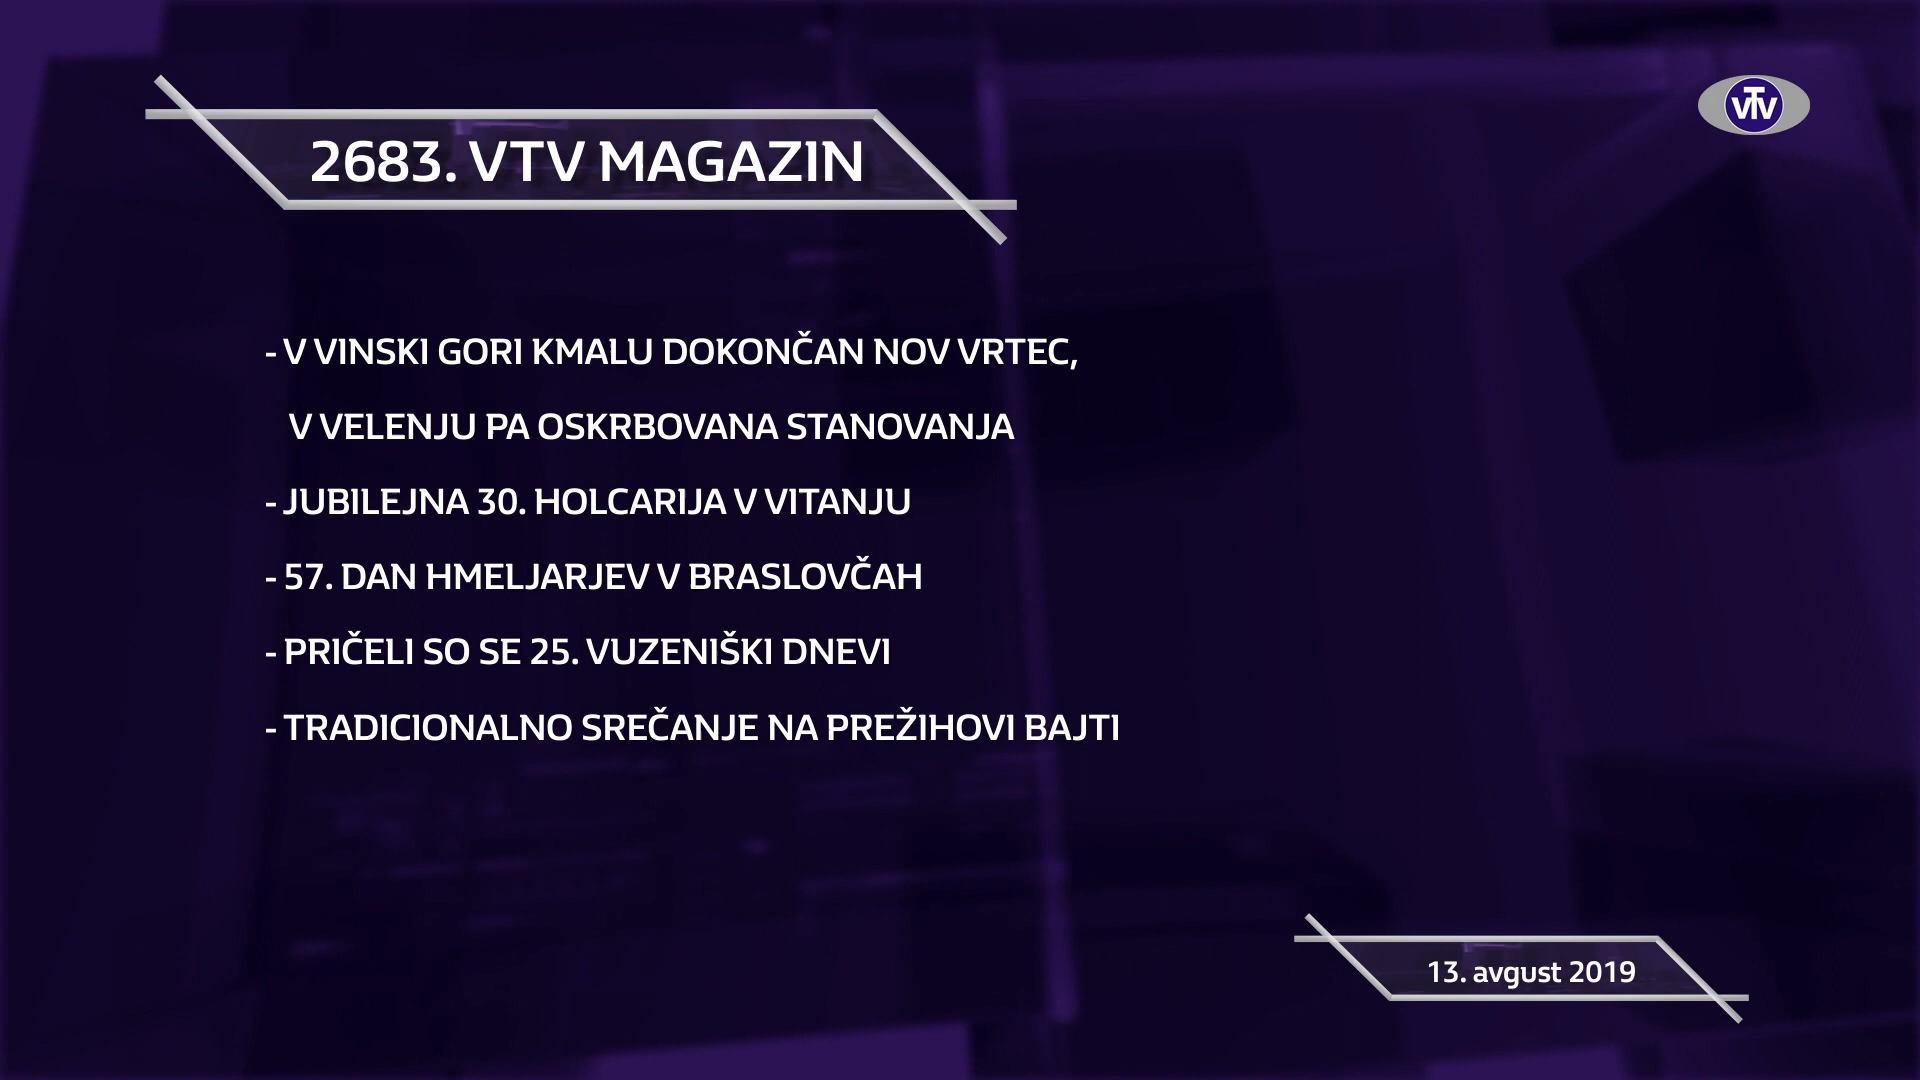 2683. VTV MAGAZIN
VTV
- V VINSKI GORI KMALU DOKONČAN NOV VRTEC,
V VELENJU PA OSKRBOVANA STANOVANJA
- JUBILEJNA 30. HOLCARIJA V VITANJU
- 57. DAN HMELJARJEV V BRASLOVČAH
- PRIČELI SO SE 25. VUZENIŠKI DNEVI
- TRADICIONALNO SREČANJE NA PREŽIHOVI BAJTI
13. avgust 2019